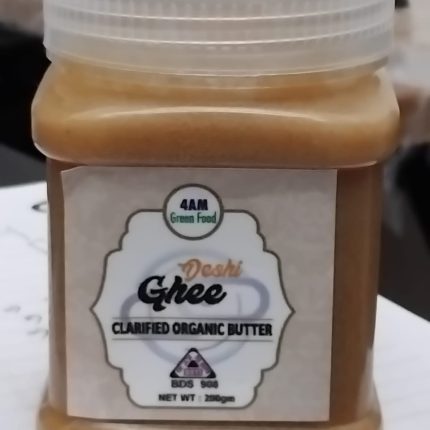 4AM
Green Food
Deshi
Ghee
CLARIFIED ORGANIC BUTTER
BDS 908
NET WT : 200gm